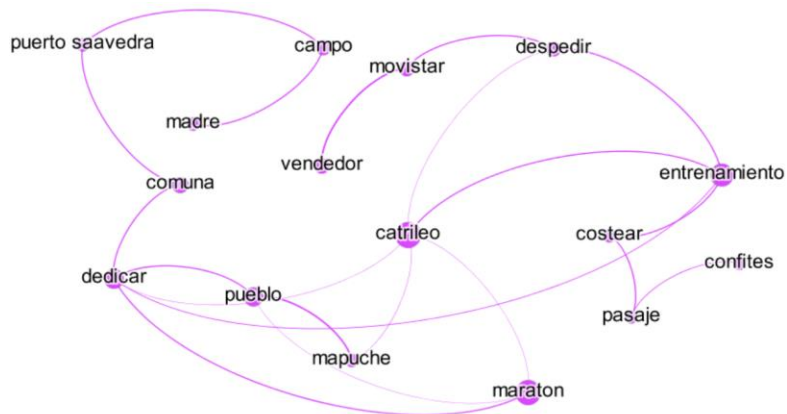 puerto saavedra
campo
movistar
despedir
madre
vendedor
comuna
entrenamiento
catrileo
costear
confites
dedicar
pueblo
pasaje
mapuche
maraton